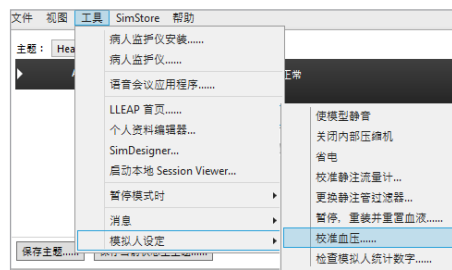 文件 视图 工具 SimStore 帮助
主题： Hea
正常
病人监护仪安装......
病人监护仪......
语音会议应用程序......
LLEAP 首页......
个人资料编辑器...
SimDesigner...
启动本地 Session Viewer...
暂停模式时
消息
模拟人设定
使模型静音
关闭内部压缩机
省电
校准静注流量计...
更换静注管过滤器...
暂停，重装并重置血液......
校准血压......
检查模拟人统计数字......
保存主题......